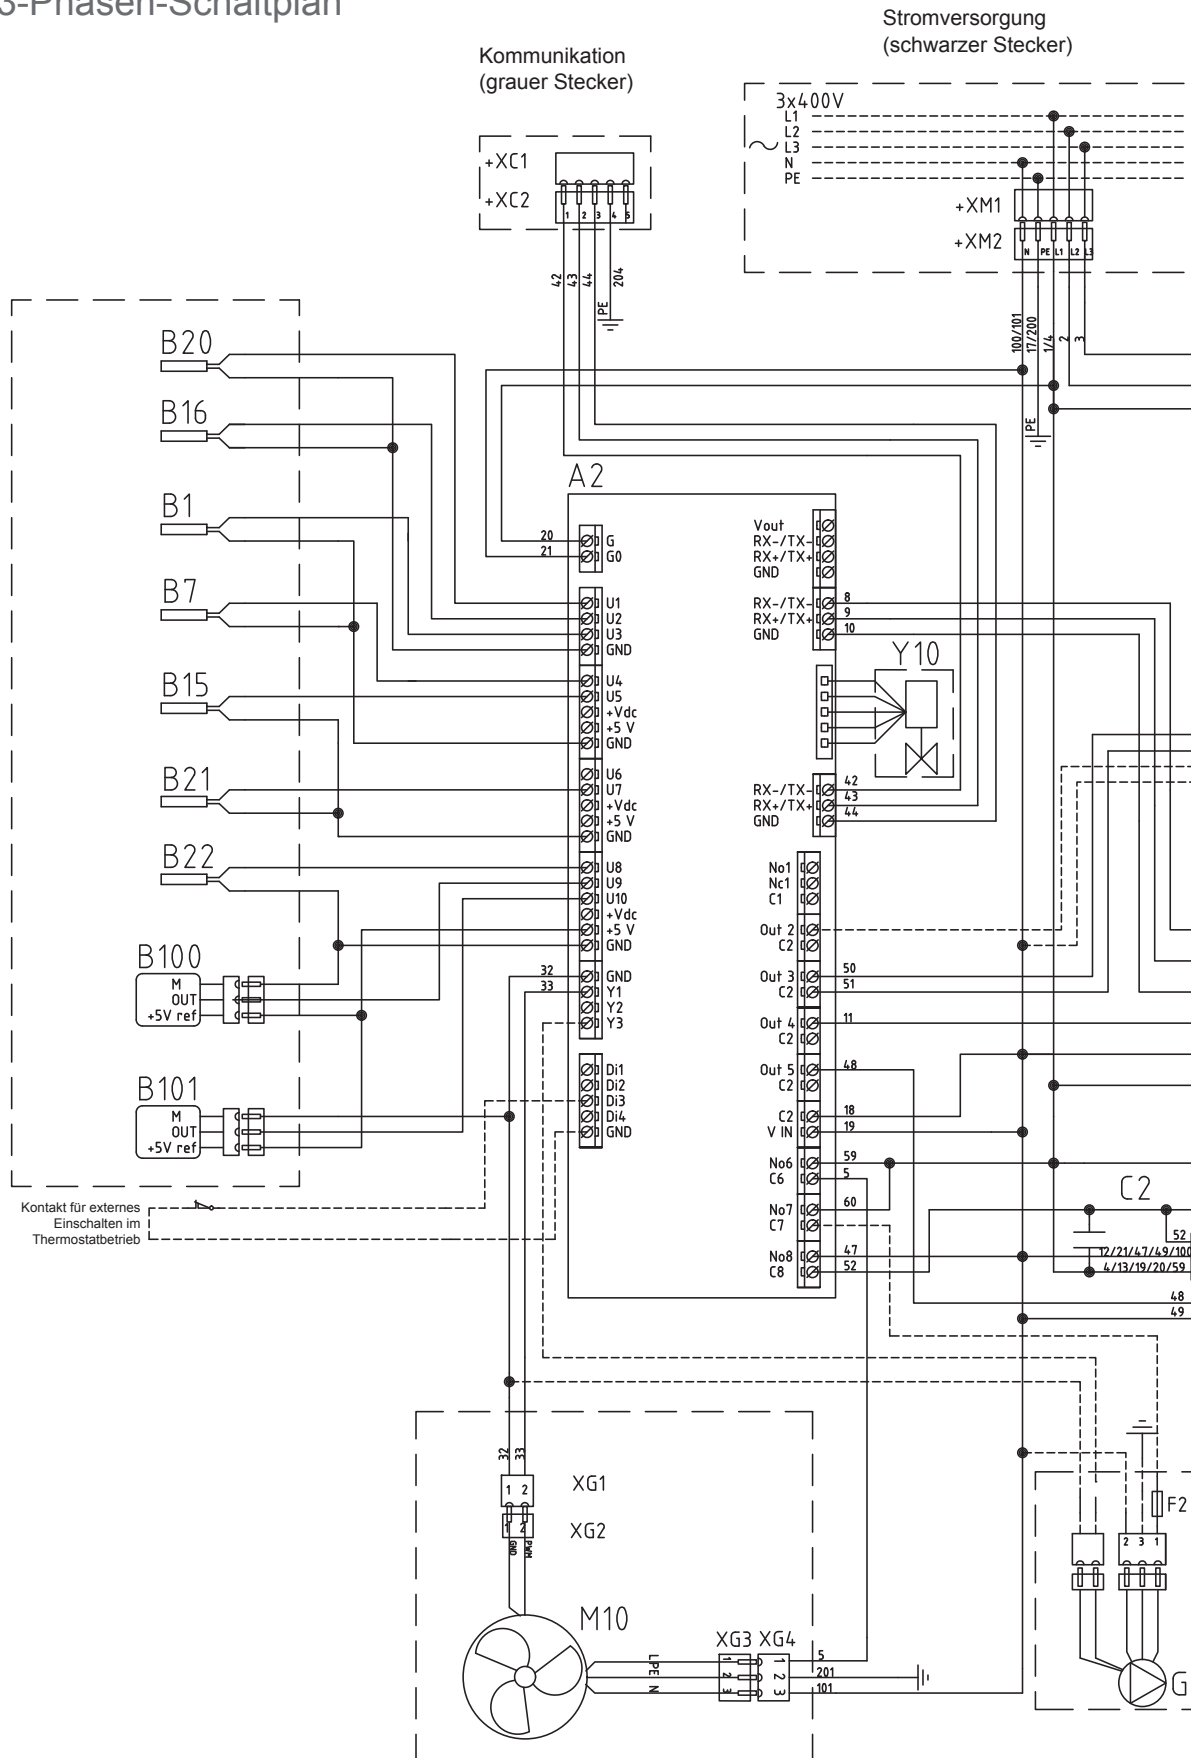 3-Phasen-Schaltplan
Stromversorgung
(schwarzer Stecker)
Kommunikation
(grauer Stecker)
3x400V
L1
L2
L3
N
PE
+XC1
+XC2
1 2 3 4 5
+XM1
+XM2
N PE L1 L2 L3
42 43 44 PE 204
100/101 17/200 1/4 2 3
PE
B20
B16
B1
B7
B15
B21
B22
B100
M
OUT
+5V ref
B101
M
OUT
+5V ref
Kontakt für externes
Einschalten im
Thermostatbetrieb
A2
20 G
21 G0
U1
U2
U3
GND
U4
U5
+Vdc
+5 V
GND
U6
U7
+Vdc
+5 V
GND
U8
U9
U10
+Vdc
+5 V
GND
32 GND
33 Y1
Y2
Y3
Di1
Di2
Di3
Di4
GND
Vout
RX-/TX-
RX+/TX+
GND
RX-/TX- 8
RX+/TX+ 9
GND 10
Y10
RX-/TX- 42
RX+/TX+ 43
GND 44
No1
Nc1
C1
Out 2
C2
Out 3 50
C2 51
Out 4 11
C2
Out 5 48
C2
C2 18
V IN 19
No6 59
C6 5
No7 60
C7
No8 47
C8 52
C2
52
12/21/47/49/100
4/13/19/20/59
48
49
32 33
1 2 XG1
1 2 XG2
GND PWM
M10
L PE N
XG3 XG4
1 1 5
2 2 201
3 3 101
F2
2 3 1
G